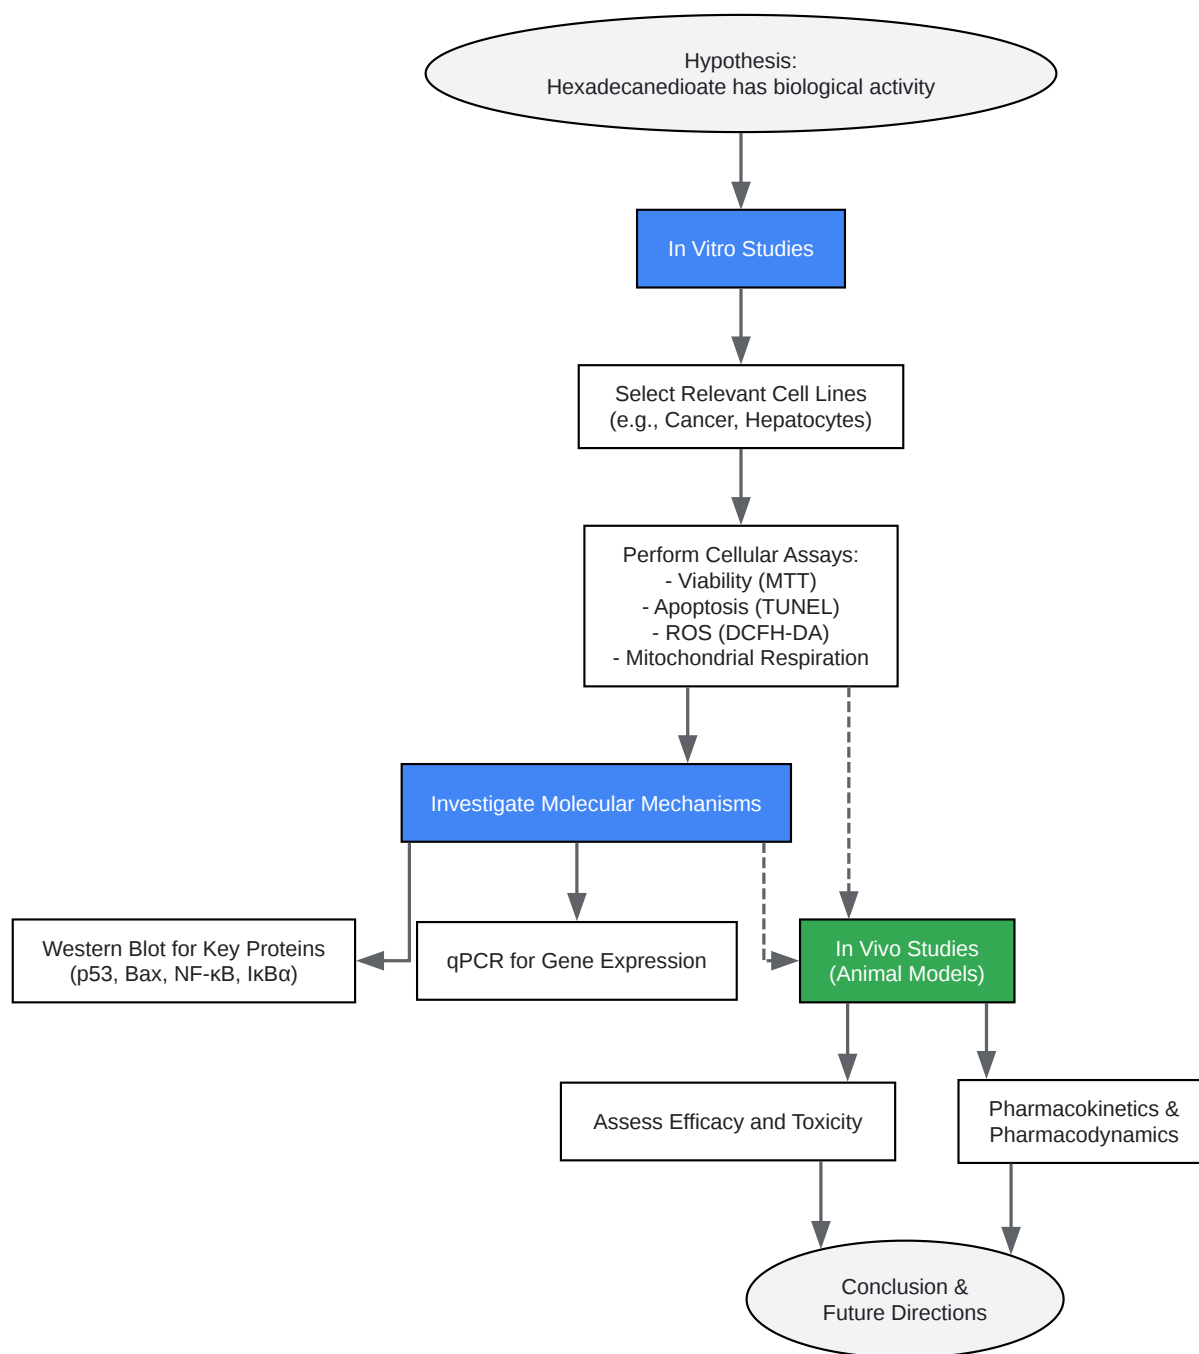 Hypothesis:
Hexadecanedioate has biological activity
In Vitro Studies
Select Relevant Cell Lines
(e.g., Cancer, Hepatocytes)
Perform Cellular Assays:
- Viability (MTT)
- Apoptosis (TUNEL)
- ROS (DCFH-DA)
- Mitochondrial Respiration
Investigate Molecular Mechanisms
Western Blot for Key Proteins
(p53, Bax, NF-κB, IκBα)
qPCR for Gene Expression
In Vivo Studies
(Animal Models)
Assess Efficacy and Toxicity
Pharmacokinetics &
Pharmacodynamics
Conclusion &
Future Directions